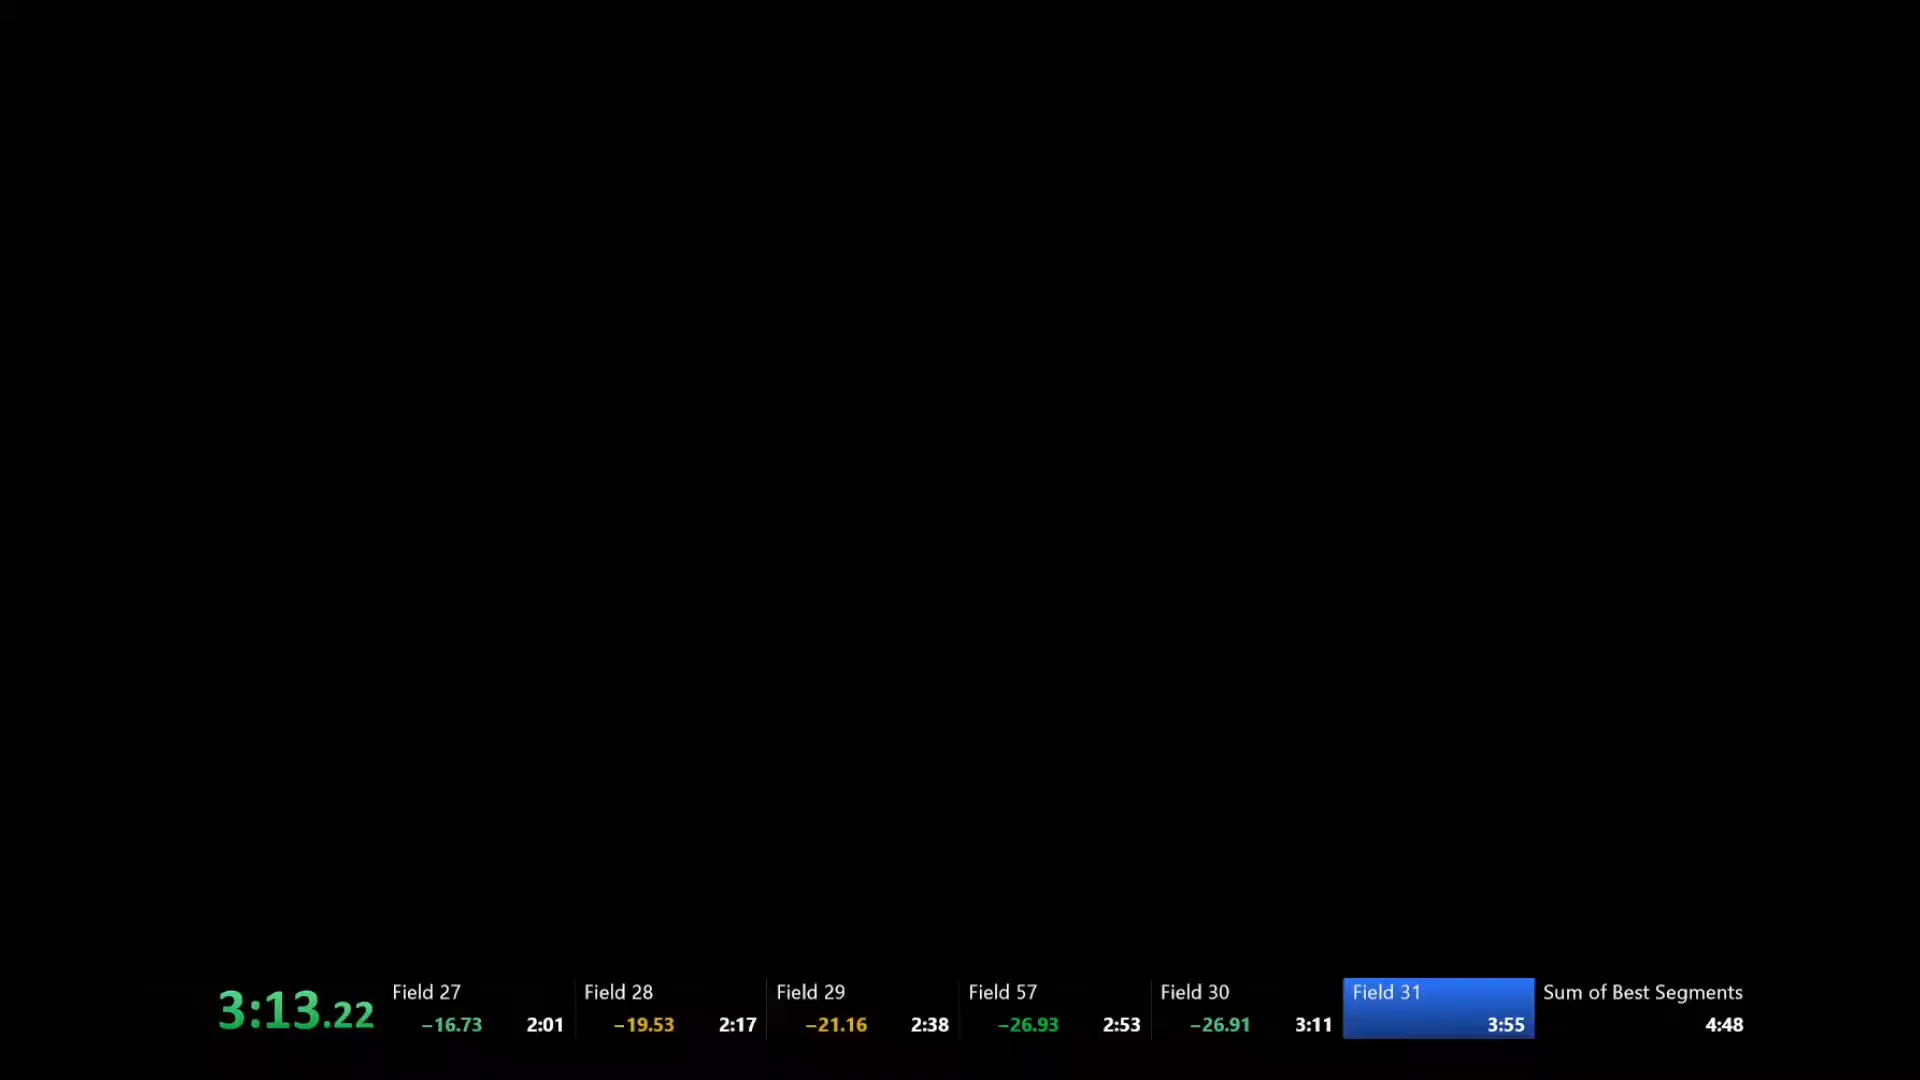 3:13.22
Field 27
−16.73 2:01
Field 28
−19.53 2:17
Field 29
−21.16 2:38
Field 57
−26.93 2:53
Field 30
−26.91 3:11
Field 31
3:55
Sum of Best Segments
4:48